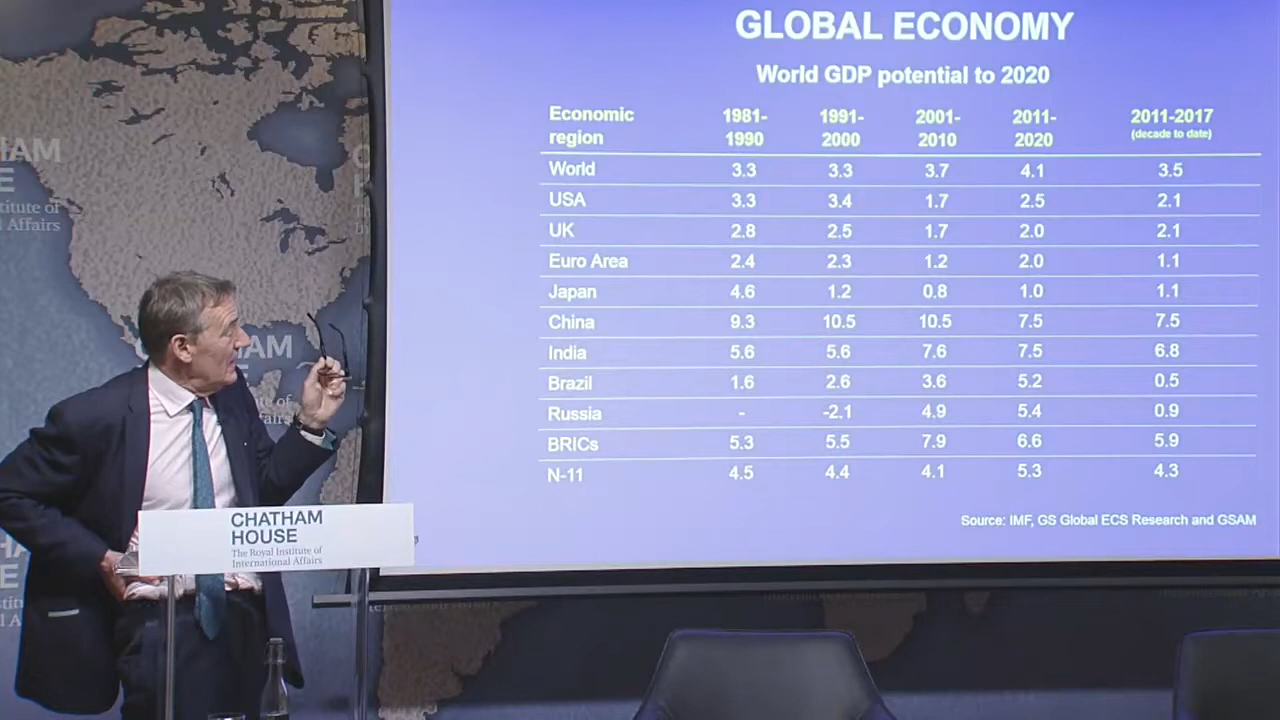 GLOBAL ECONOMY
World GDP potential to 2020
Economic region 1981-1990 1991-2000 2001-2010 2011-2020 2011-2017 (decade to date)
World 3.3 3.3 3.7 4.1 3.5
USA 3.3 3.4 1.7 2.5 2.1
UK 2.8 2.5 1.7 2.0 2.1
Euro Area 2.4 2.3 1.2 2.0 1.1
Japan 4.6 1.2 0.8 1.0 1.1
China 9.3 10.5 10.5 7.5 7.5
India 5.6 5.6 7.6 7.5 6.8
Brazil 1.6 2.6 3.6 5.2 0.5
Russia - -2.1 4.9 5.4 0.9
BRICs 5.3 5.5 7.9 6.6 5.9
N-11 4.5 4.4 4.1 5.3 4.3
Source: IMF, GS Global ECS Research and GSAM
CHATHAM
HOUSE
The Royal Institute of
International Affairs